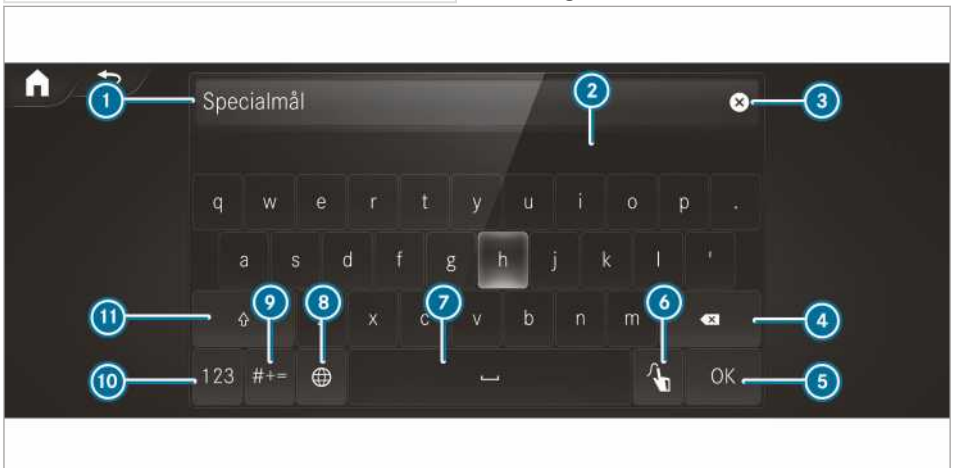 1 Specialmål 2 3
q w e r t y u i o p .
a s d f g h j k l '
11 9 8 x c 7 v b n m 6 4
10 123 #+= OK 5